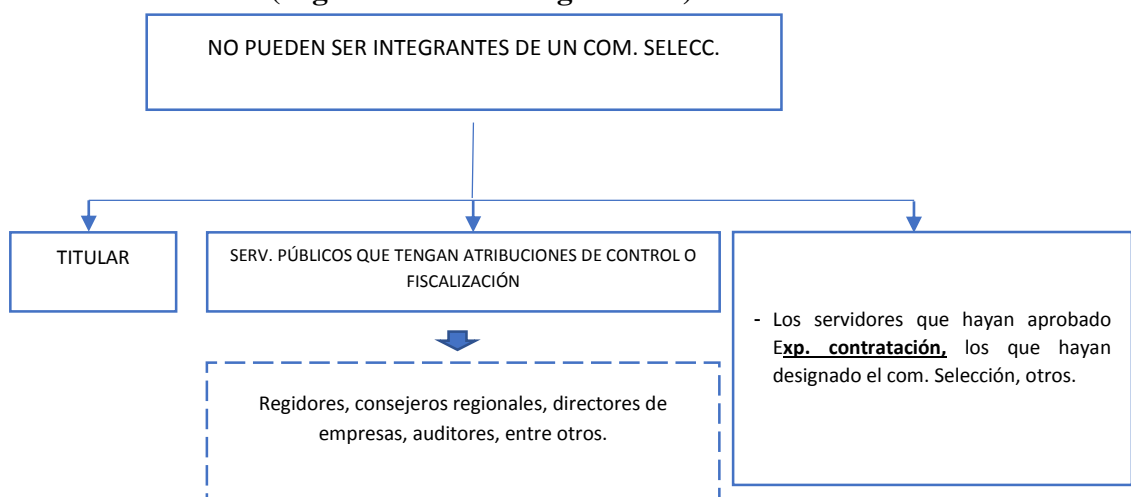 NO PUEDEN SER INTEGRANTES DE UN COM. SELECC.
TITULAR
SERV. PÚBLICOS QUE TENGAN ATRIBUCIONES DE CONTROL O
FISCALIZACIÓN
- Los servidores que hayan aprobado
Exp. contratación, los que hayan
designado el com. Selección, otros.
Regidores, consejeros regionales, directores de
empresas, auditores, entre otros.